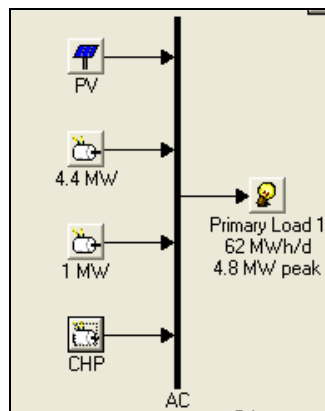 PV
4.4 MW
1 MW
CHP
Primary Load 1
62 MWh/d
4.8 MW peak
AC